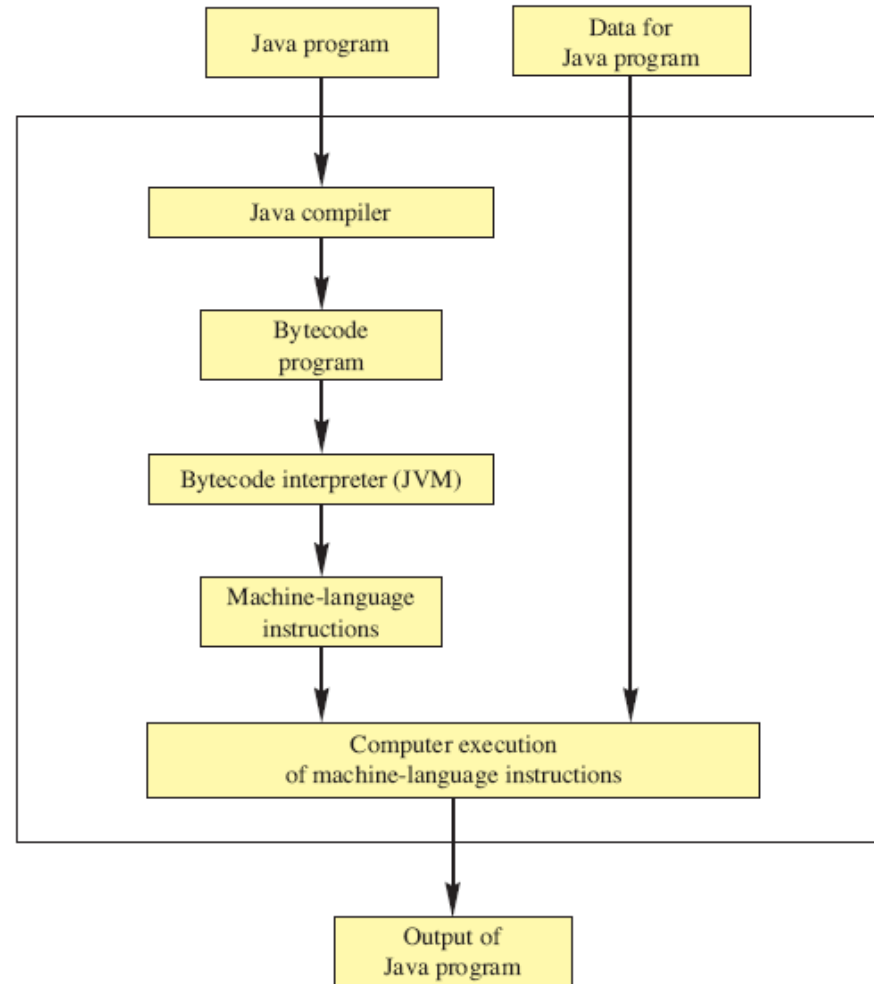 Java program
Data for
Java program
Java compiler
Bytecode
program
Bytecode interpreter (JVM)
Machine-language
instructions
Computer execution
of machine-language instructions
Output of
Java program